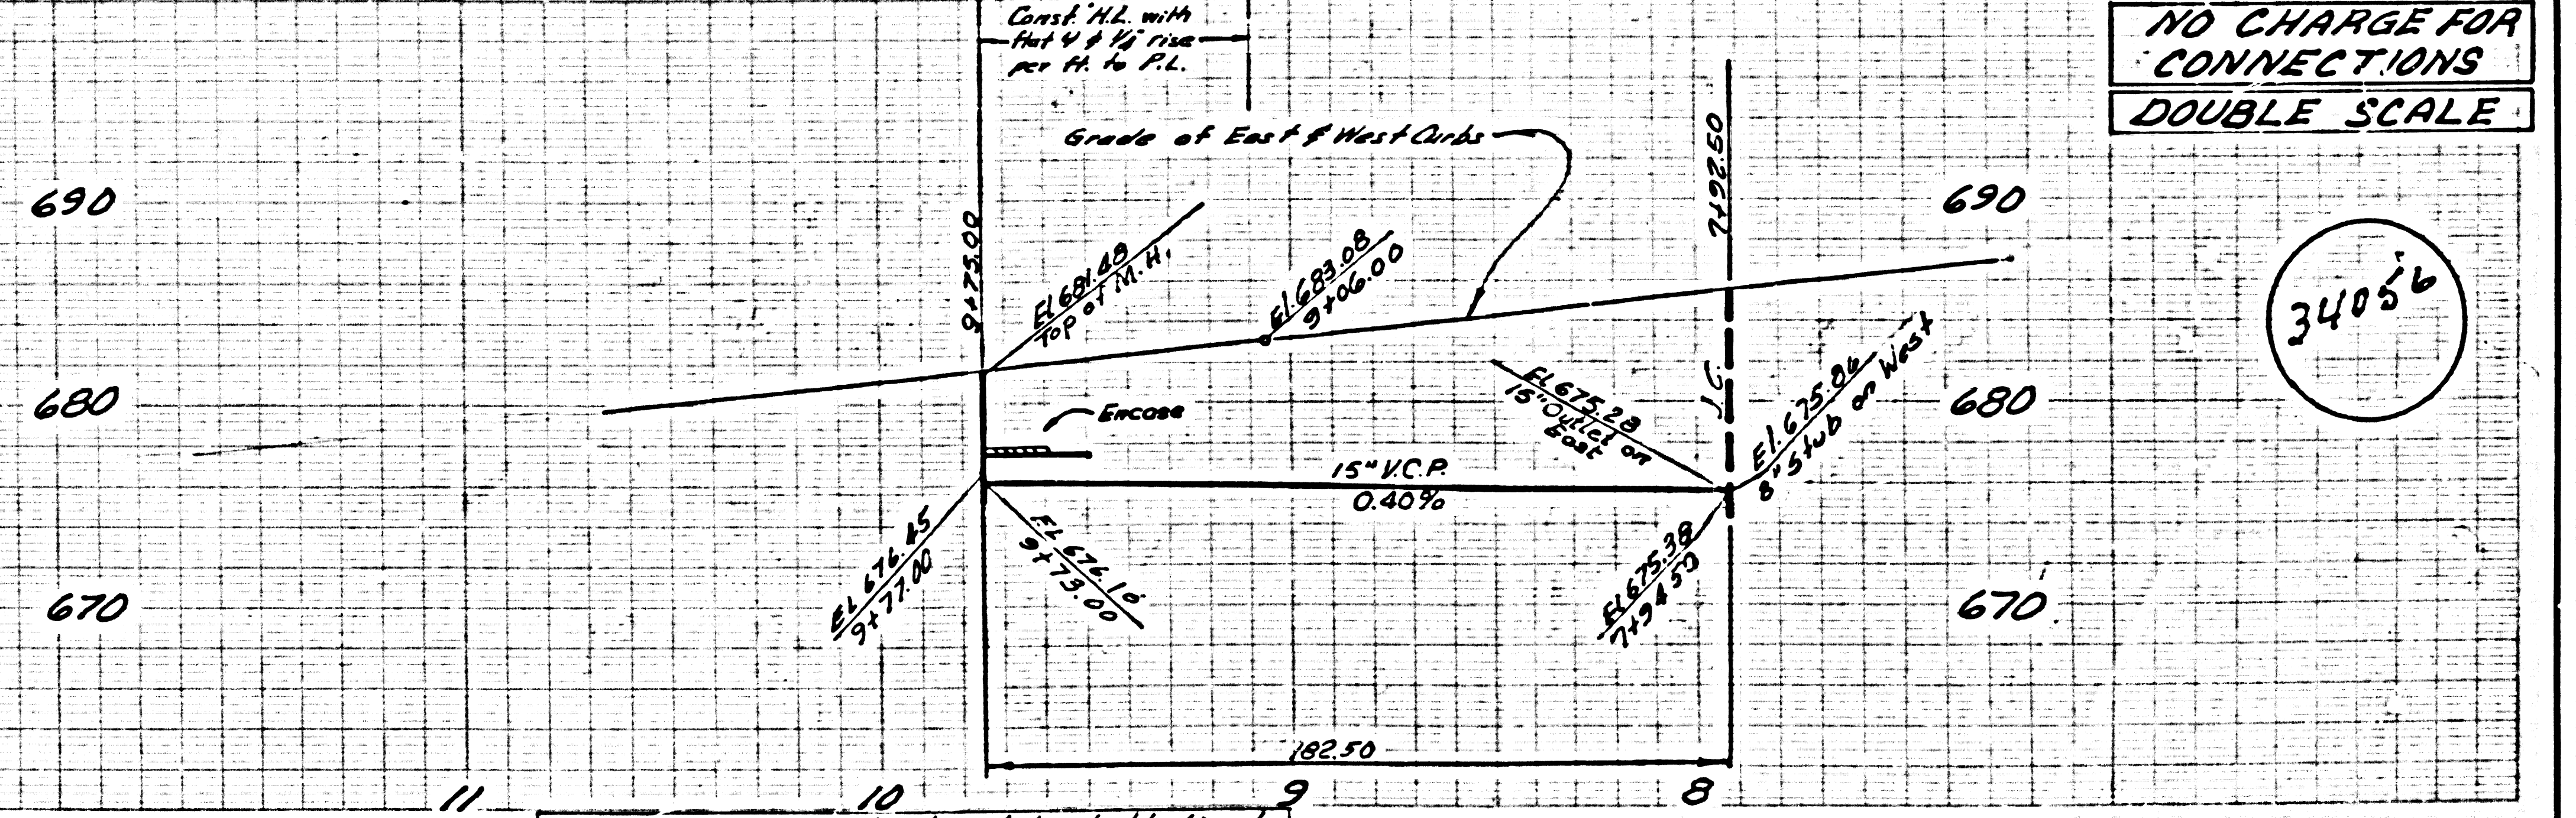 Const. H.L. with
flat Y & 1/4" rise
per ft. to P.L.
NO CHARGE FOR
CONNECTIONS
DOUBLE SCALE
Grade of East & West Curbs
690
9+75.00
El. 681.48
Top of M.H.
El. 683.08
9+06.00
7+92.50
690
34056
680
Encase
El. 675.28
15" Outlet on
East
J.C.
El. 675.86
8" Stub on West
680
15" V.C.P.
0.40%
El. 676.45
9+77.00
El. 676.10
9+73.00
El. 675.38
7+94.50
670
670
182.50
11
10
9
8